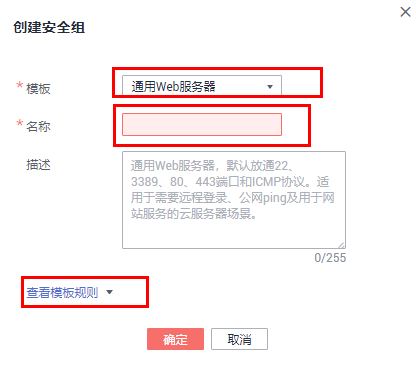 创建安全组
* 模板 通用Web服务器
* 名称
描述 通用Web服务器，默认放通22、
3389、80、443端口和ICMP协议。适
用于需要远程登录、公网ping及用于网
站服务的云服务器场景。
0/255
查看模板规则
确定 取消